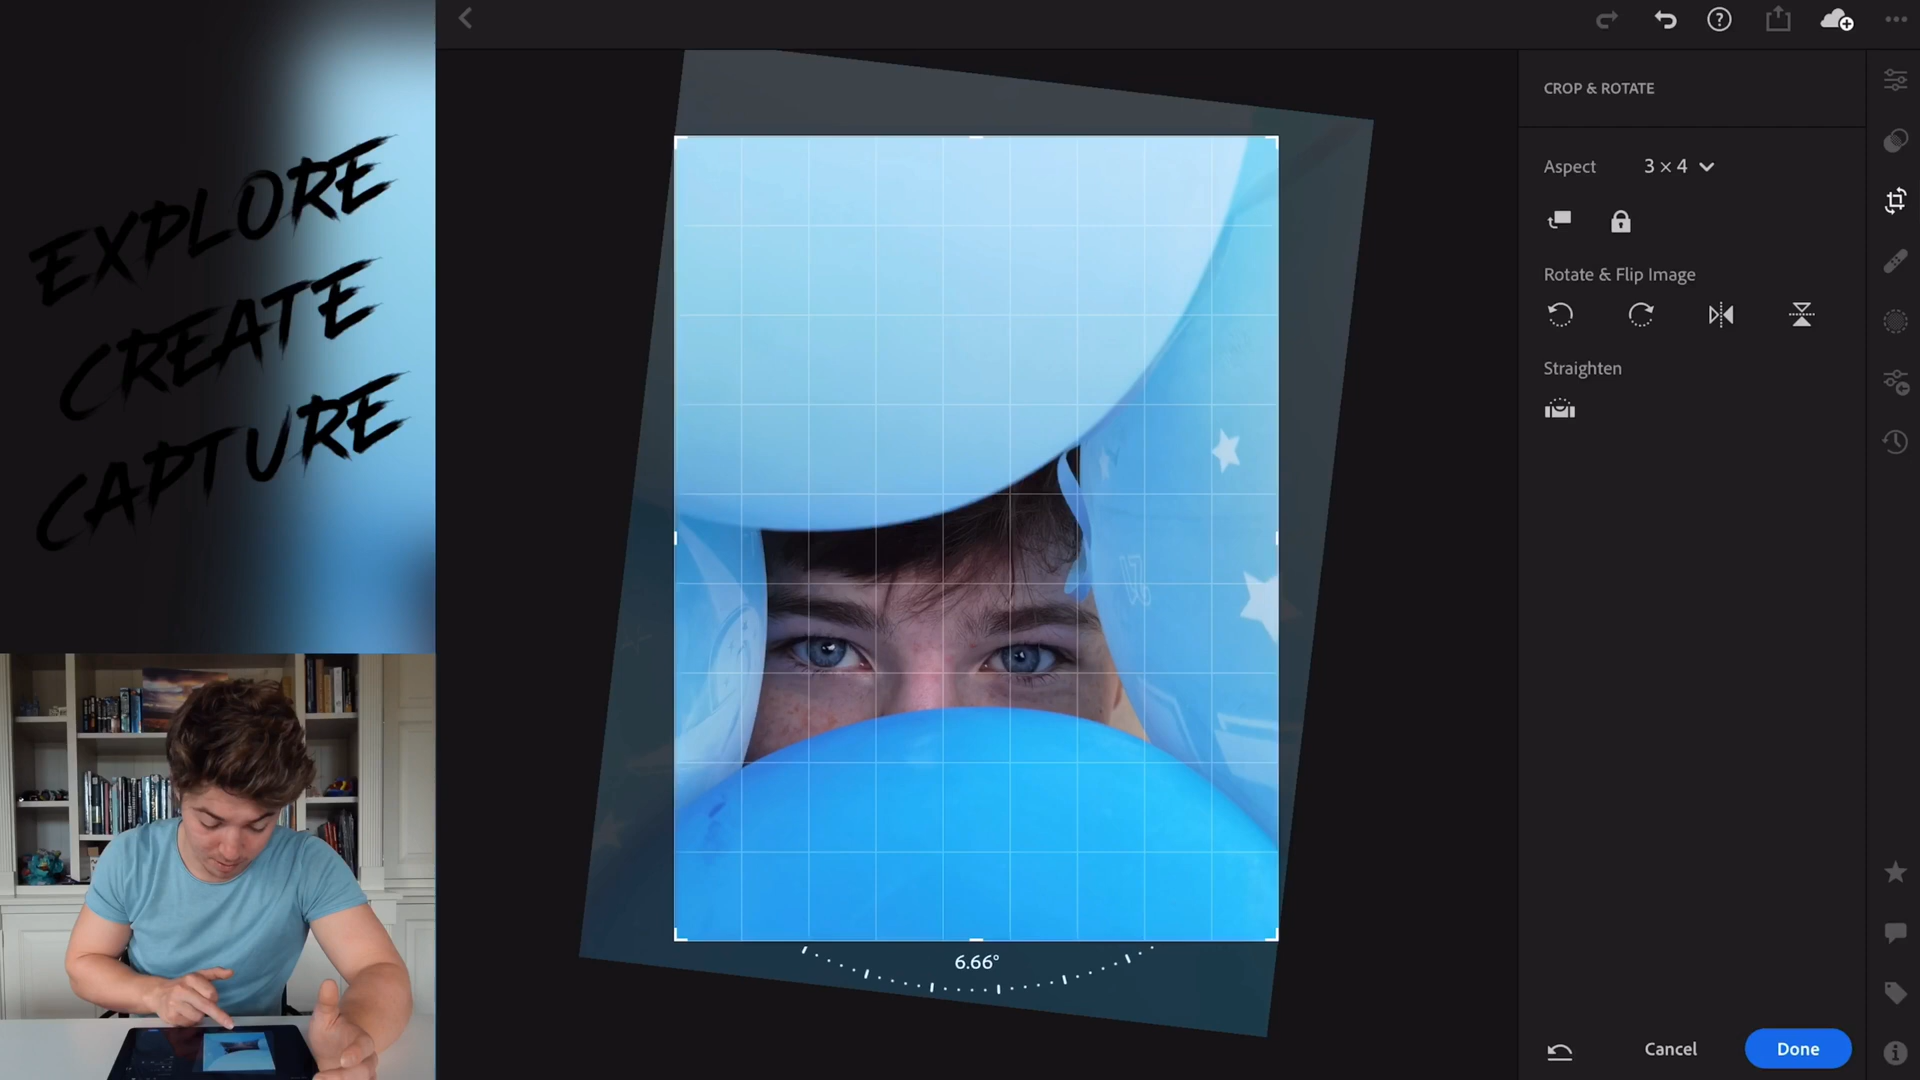 EXPLORE
CREATE
CAPTURE
CROP & ROTATE
Aspect 3 × 4
Rotate & Flip Image
Straighten
6.66°
Cancel Done